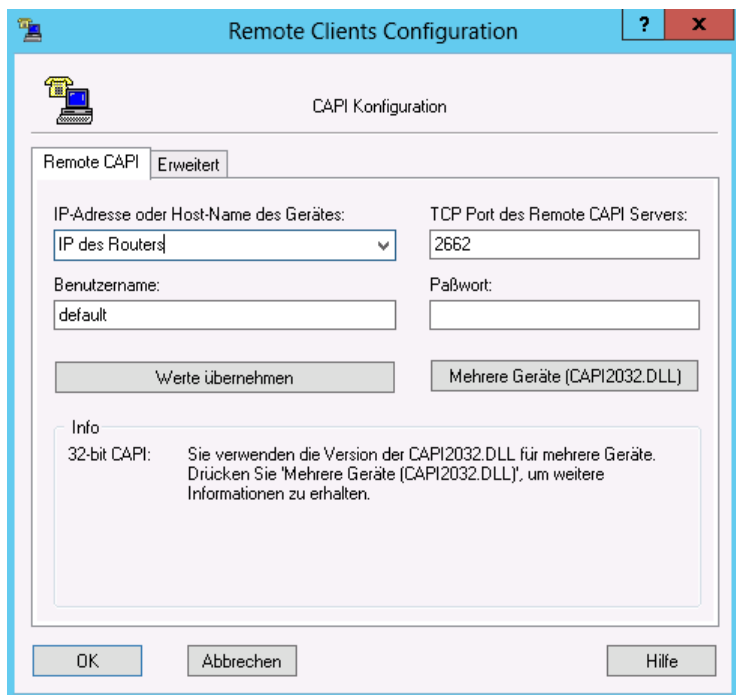 Remote Clients Configuration
? x
CAPI Konfiguration
Remote CAPI Erweitert
IP-Adresse oder Host-Name des Gerätes: TCP Port des Remote CAPI Servers:
IP des Routers 2662
Benutzername: Paßwort:
default
Werte übernehmen Mehrere Geräte (CAPI2032.DLL)
Info
32-bit CAPI: Sie verwenden die Version der CAPI2032.DLL für mehrere Geräte.
Drücken Sie 'Mehrere Geräte (CAPI2032.DLL)', um weitere
Informationen zu erhalten.
OK Abbrechen Hilfe